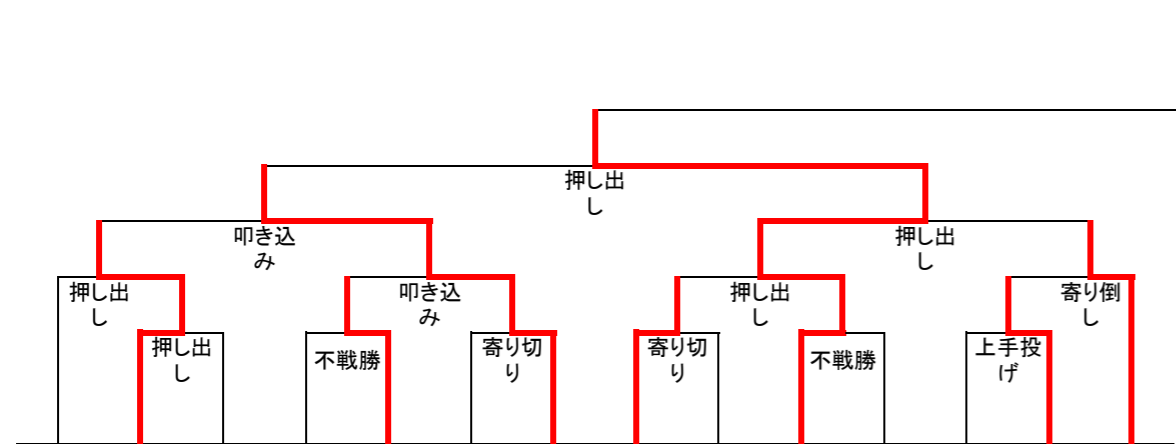 押し出
し
叩き込
み
押し出
し
押し出
し
叩き込
み
押し出
し
寄り倒
し
押し出
し
不戦勝
寄り切
り
寄り切
り
不戦勝
上手投
げ